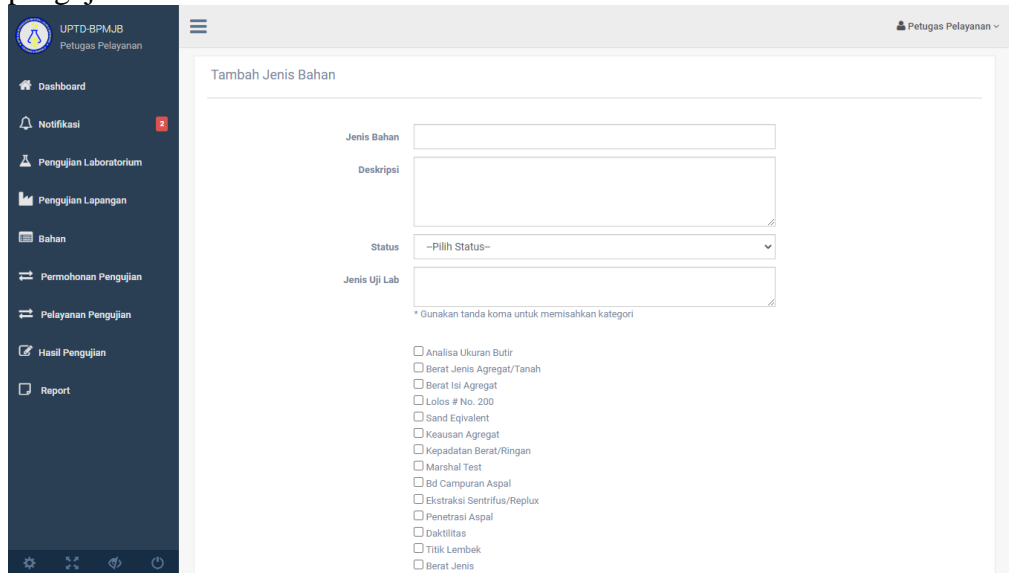 UPTD-BPMJB
Petugas Pelayanan
Petugas Pelayanan
Dashboard
Notifikasi 2
Pengujian Laboratorium
Pengujian Lapangan
Bahan
Permohonan Pengujian
Pelayanan Pengujian
Hasil Pengujian
Report
Tambah Jenis Bahan
Jenis Bahan
Deskripsi
Status --Pilih Status--
Jenis Uji Lab
* Gunakan tanda koma untuk memisahkan kategori
Analisa Ukuran Butir
Berat Jenis Agregat/Tanah
Berat Isi Agregat
Lolos # No. 200
Sand Eqivalent
Keausan Agregat
Kepadatan Berat/Ringan
Marshal Test
Bd Campuran Aspal
Ekstraksi Sentrifus/Replux
Penetrasi Aspal
Daktilitas
Titik Lembek
Berat Jenis